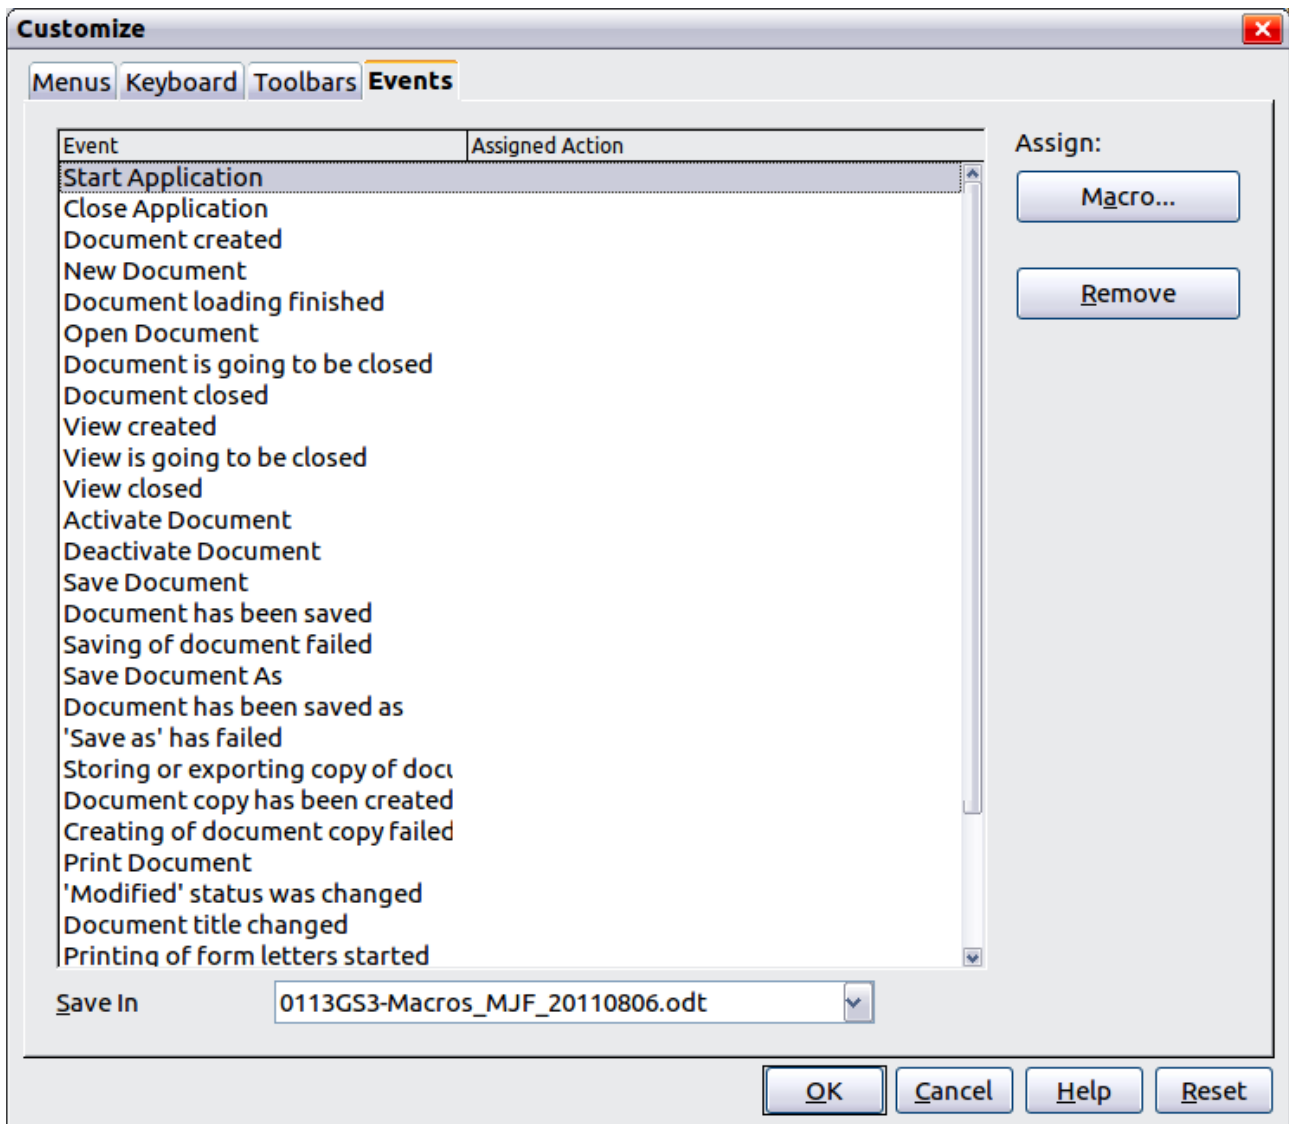 Customize
Menus Keyboard Toolbars Events
Event Assigned Action
Assign:
Start Application
Close Application
Document created
New Document
Document loading finished
Open Document
Document is going to be closed
Document closed
View created
View is going to be closed
View closed
Activate Document
Deactivate Document
Save Document
Document has been saved
Saving of document failed
Save Document As
Document has been saved as
'Save as' has failed
Storing or exporting copy of docu
Document copy has been created
Creating of document copy failed
Print Document
'Modified' status was changed
Document title changed
Printing of form letters started
Macro...
Remove
Save In 0113GS3-Macros_MJF_20110806.odt
OK Cancel Help Reset